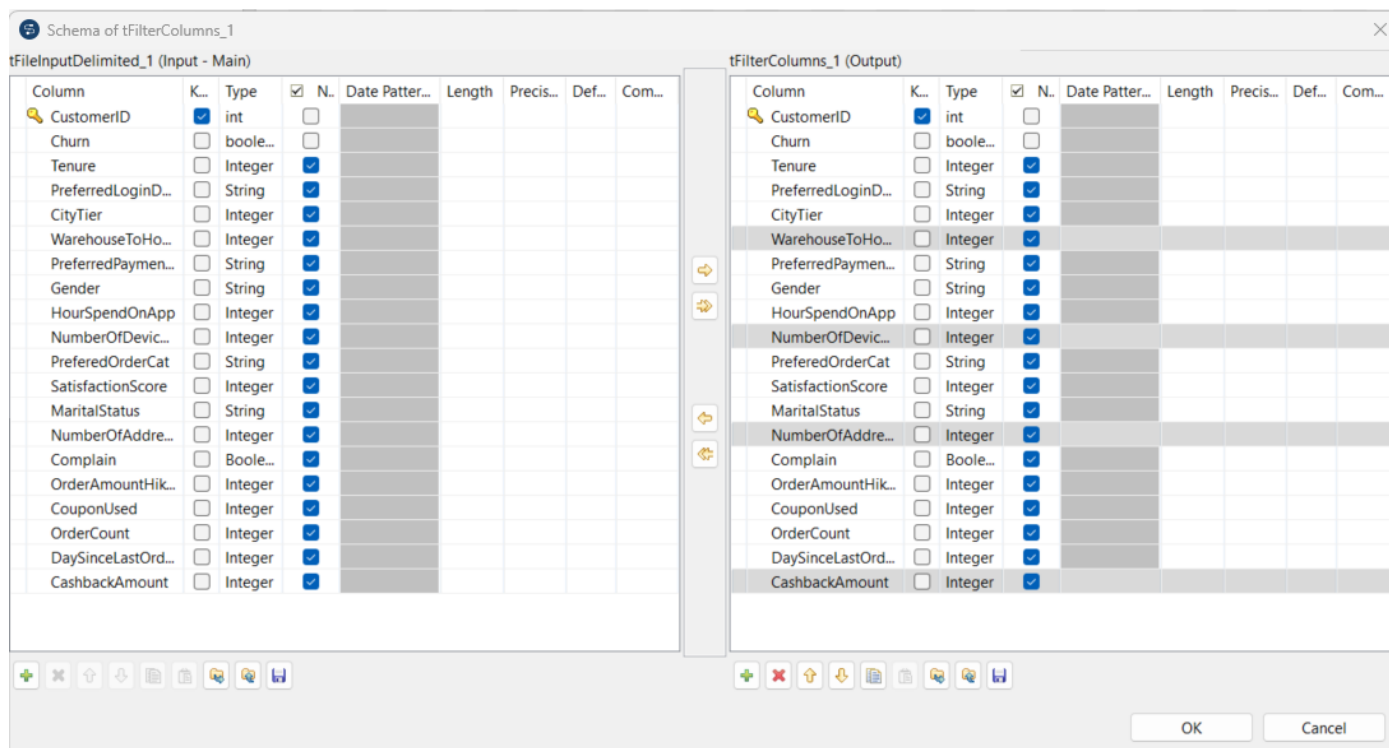 Schema of tFilterColumns_1
tFileInputDelimited_1 (Input - Main)
Column K... Type N.. Date Patter... Length Precis... Def... Com...
CustomerID int
Churn boole...
Tenure Integer
PreferredLoginD... String
CityTier Integer
WarehouseToHo... Integer
PreferredPaymen... String
Gender String
HourSpendOnApp Integer
NumberOfDevic... Integer
PreferedOrderCat String
SatisfactionScore Integer
MaritalStatus String
NumberOfAddre... Integer
Complain Boole...
OrderAmountHik... Integer
CouponUsed Integer
OrderCount Integer
DaySinceLastOrd... Integer
CashbackAmount Integer
tFilterColumns_1 (Output)
Column K... Type N.. Date Patter... Length Precis... Def... Com...
CustomerID int
Churn boole...
Tenure Integer
PreferredLoginD... String
CityTier Integer
WarehouseToHo... Integer
PreferredPaymen... String
Gender String
HourSpendOnApp Integer
NumberOfDevic... Integer
PreferedOrderCat String
SatisfactionScore Integer
MaritalStatus String
NumberOfAddre... Integer
Complain Boole...
OrderAmountHik... Integer
CouponUsed Integer
OrderCount Integer
DaySinceLastOrd... Integer
CashbackAmount Integer
OK Cancel